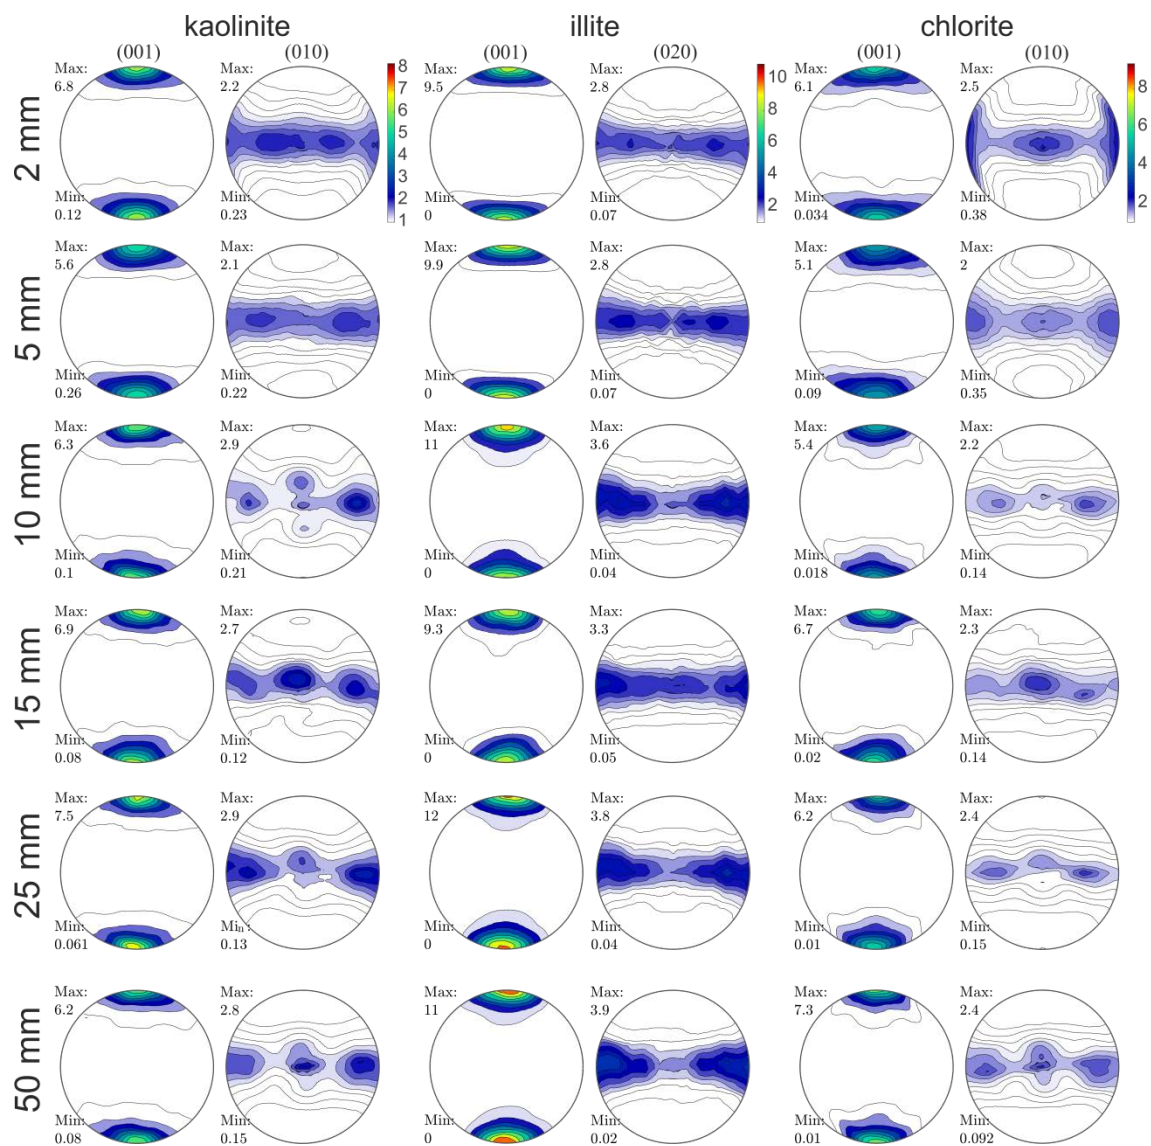 kaolinite illite chlorite
(001) (010) (001) (020) (001) (010)
2 mm
Max: 6.8 Min: 0.12
Max: 2.2 Min: 0.23
8 7 6 5 4 3 2 1
Max: 9.5 Min: 0
Max: 2.8 Min: 0.07
10 8 6 4 2
Max: 6.1 Min: 0.034
Max: 2.5 Min: 0.38
8 6 4 2
5 mm
Max: 5.6 Min: 0.26
Max: 2.1 Min: 0.22
Max: 9.9 Min: 0
Max: 2.8 Min: 0.07
Max: 5.1 Min: 0.09
Max: 2 Min: 0.35
10 mm
Max: 6.3 Min: 0.1
Max: 2.9 Min: 0.21
Max: 11 Min: 0
Max: 3.6 Min: 0.04
Max: 5.4 Min: 0.018
Max: 2.2 Min: 0.14
15 mm
Max: 6.9 Min: 0.08
Max: 2.7 Min: 0.12
Max: 9.3 Min: 0
Max: 3.3 Min: 0.05
Max: 6.7 Min: 0.02
Max: 2.3 Min: 0.14
25 mm
Max: 7.5 Min: 0.061
Max: 2.9 Min: 0.13
Max: 12 Min: 0
Max: 3.8 Min: 0.04
Max: 6.2 Min: 0.01
Max: 2.4 Min: 0.15
50 mm
Max: 6.2 Min: 0.08
Max: 2.8 Min: 0.15
Max: 11 Min: 0
Max: 3.9 Min: 0.02
Max: 7.3 Min: 0.01
Max: 2.4 Min: 0.092